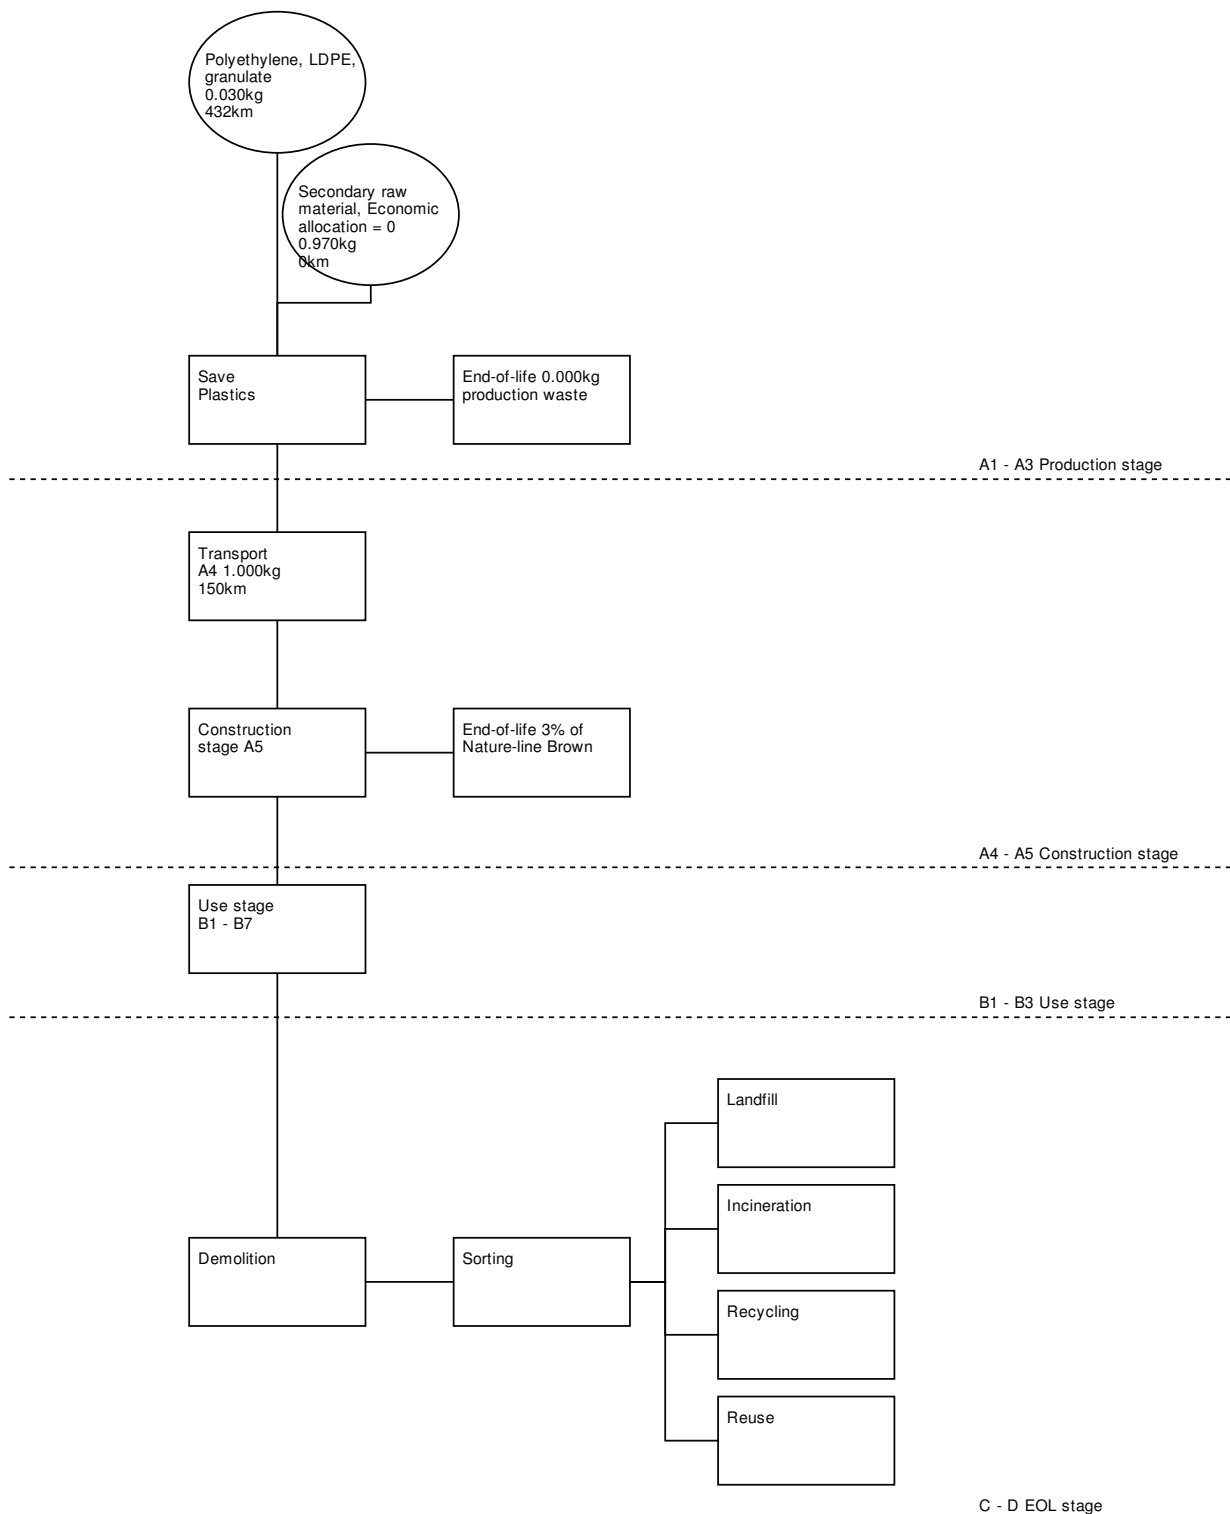 Polyethylene, LDPE,
granulate
0.030kg
432km
Secondary raw
material, Economic
allocation = 0
0.970kg
0km
Save
Plastics
End-of-life 0.000kg
production waste
A1 - A3 Production stage
Transport
A4 1.000kg
150km
Construction
stage A5
End-of-life 3% of
Nature-line Brown
A4 - A5 Construction stage
Use stage
B1 - B7
B1 - B3 Use stage
Landfill
Incineration
Demolition
Sorting
Recycling
Reuse
C - D EOL stage